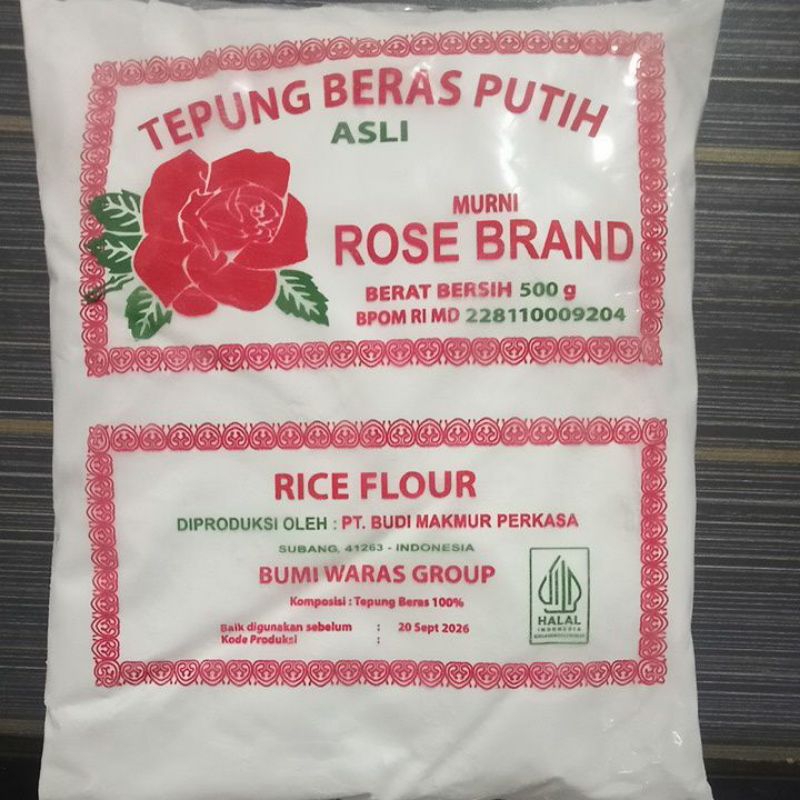 TEPUNG BERAS PUTIH
ASLI
MURNI
ROSE BRAND
BERAT BERSIH 500 g
BPOM RI MD 228110009204
RICE FLOUR
DIPRODUKSI OLEH : PT. BUDI MAKMUR PERKASA
SUBANG, 41263 - INDONESIA
BUMI WARAS GROUP
Komposisi : Tepung Beras 100%
Baik digunakan sebelum : 20 Sept 2026
Kode Produksi :
HALAL
INDONESIA